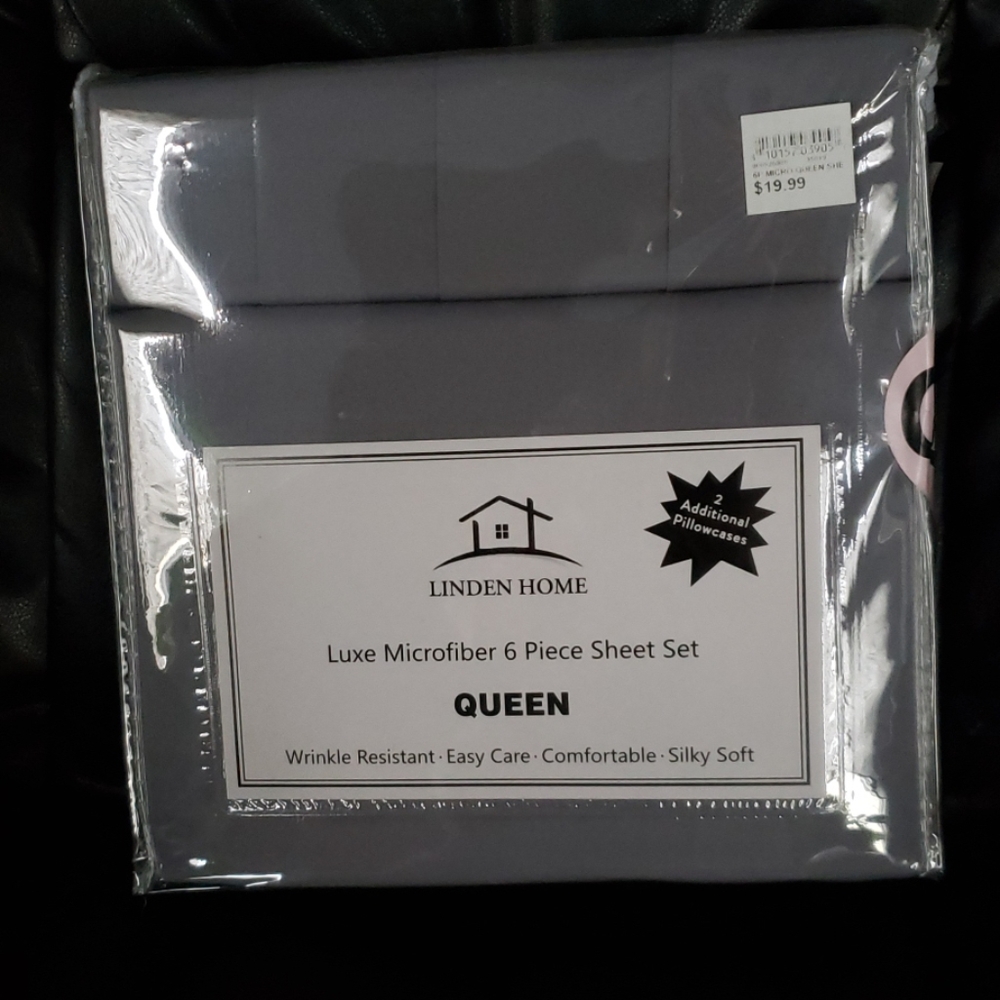 $19.99
2
Additional
Pillowcases
LINDEN HOME
Luxe Microfiber 6 Piece Sheet Set
QUEEN
Wrinkle Resistant · Easy Care · Comfortable · Silky Soft